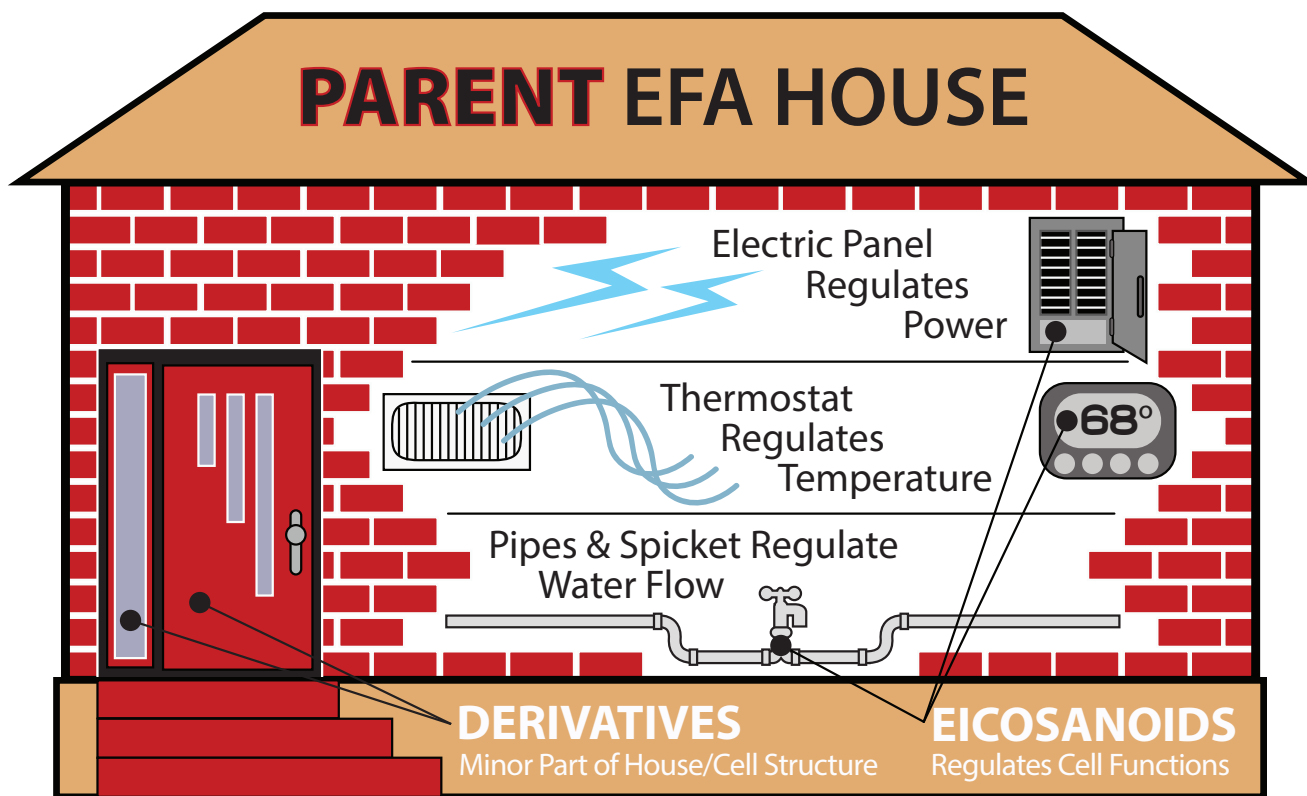 PARENT EFA HOUSE
Electric Panel
Regulates
Power
68°
Thermostat
Regulates
Temperature
Pipes & Spicket Regulate
Water Flow
DERIVATIVES
Minor Part of House/Cell Structure
EICOSANOIDS
Regulates Cell Functions